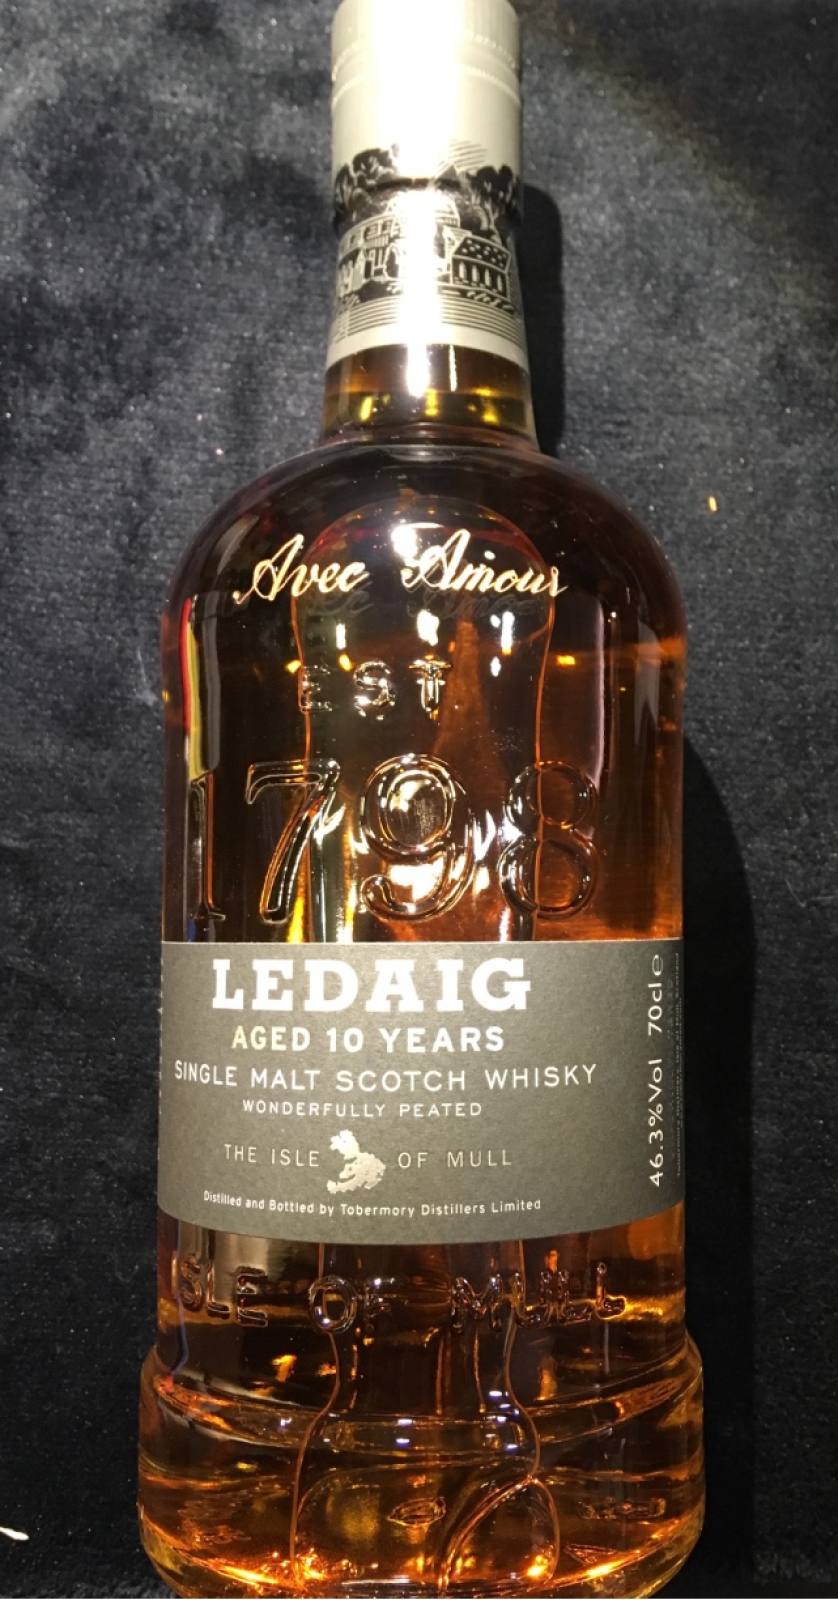 Avec Amour
EST
1798
LEDAIG
AGED 10 YEARS
SINGLE MALT SCOTCH WHISKY
WONDERFULLY PEATED
THE ISLE OF MULL
Distilled and Bottled by Tobermory Distillers Limited
46.3%Vol 70cl e
ISLE OF MULL